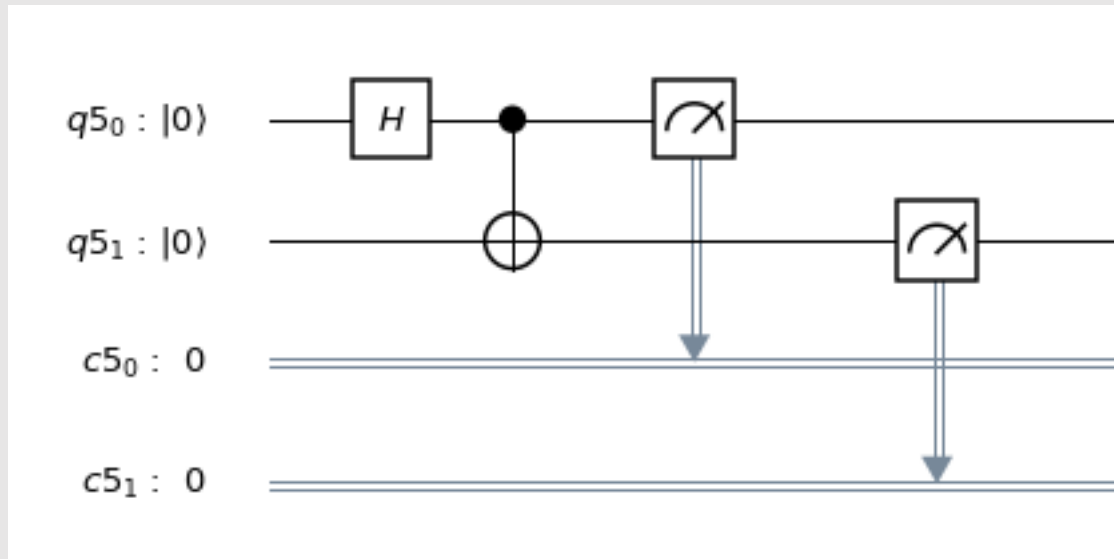 H
q5₀ : |0⟩
q5₁ : |0⟩
c5₀ : 0
c5₁ : 0